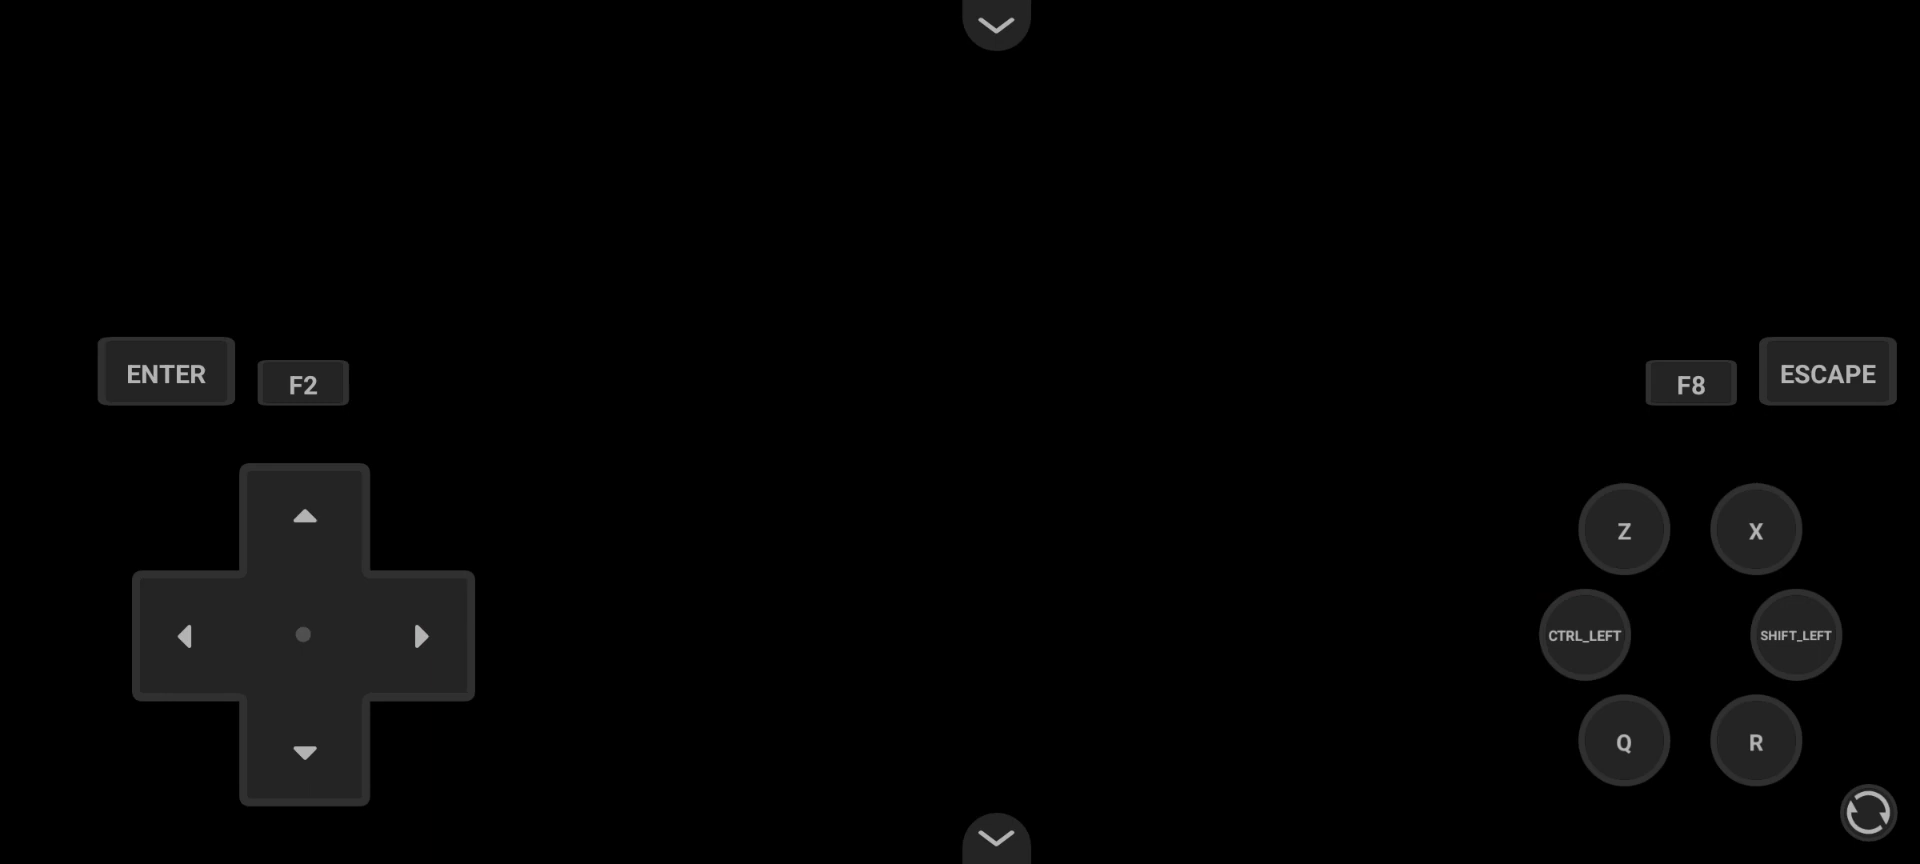 ENTER
F2
F8
ESCAPE
Z
X
CTRL_LEFT
SHIFT_LEFT
Q
R